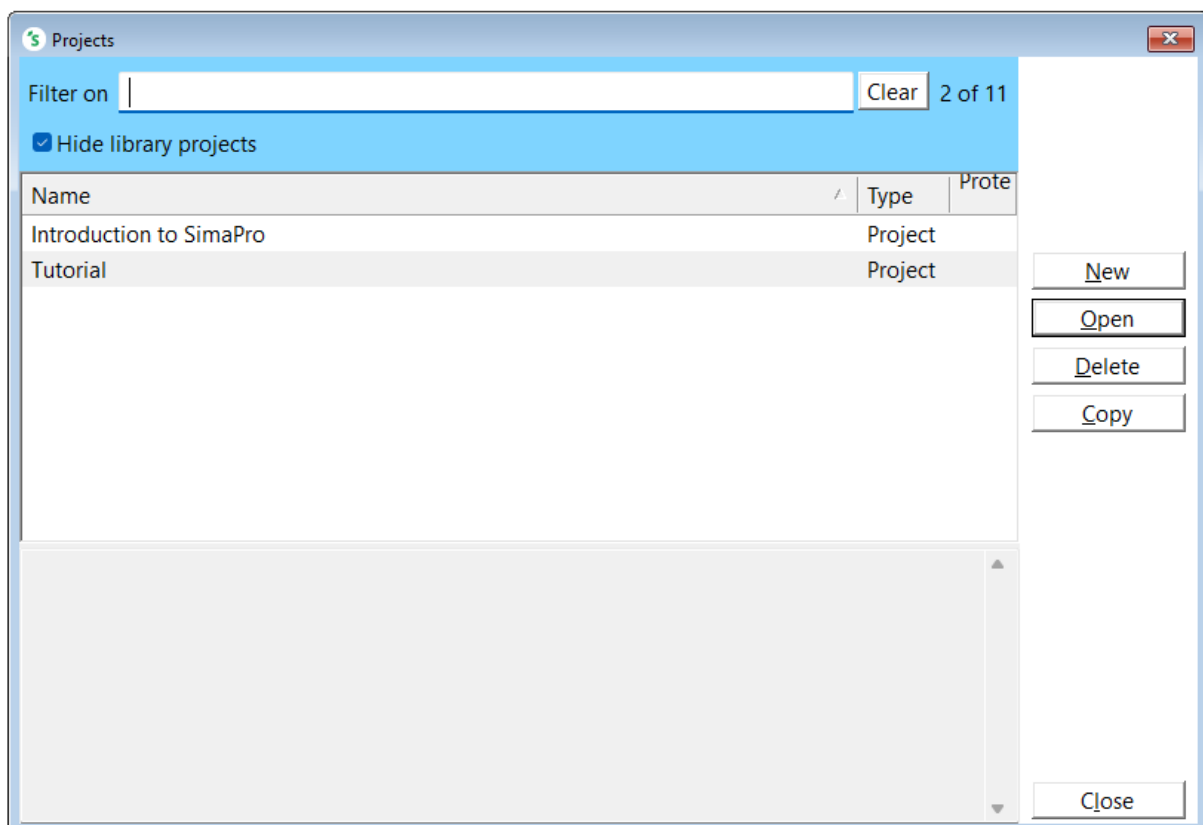 Projects
Filter on Clear 2 of 11
Hide library projects
Name Type Prote
Introduction to SimaPro Project
Tutorial Project
New
Open
Delete
Copy
Close